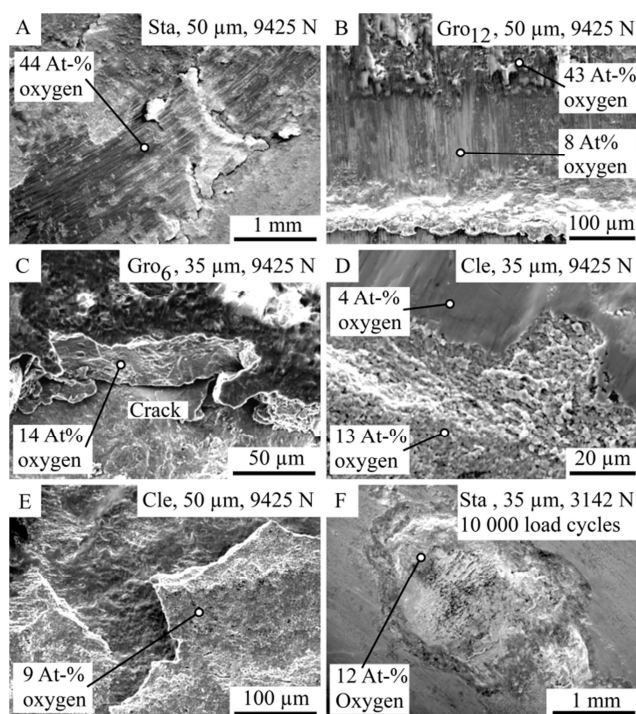 A
Sta, 50 µm, 9425 N
44 At-%
oxygen
1 mm
B
Gro12, 50 µm, 9425 N
43 At-%
oxygen
8 At%
oxygen
100 µm
C
Gro6, 35 µm, 9425 N
Crack
14 At%
oxygen
50 µm
D
Cle, 35 µm, 9425 N
4 At-%
oxygen
13 At-%
oxygen
20 µm
E
Cle, 50 µm, 9425 N
9 At-%
oxygen
100 µm
F
Sta , 35 µm, 3142 N
10 000 load cycles
12 At-%
Oxygen
1 mm